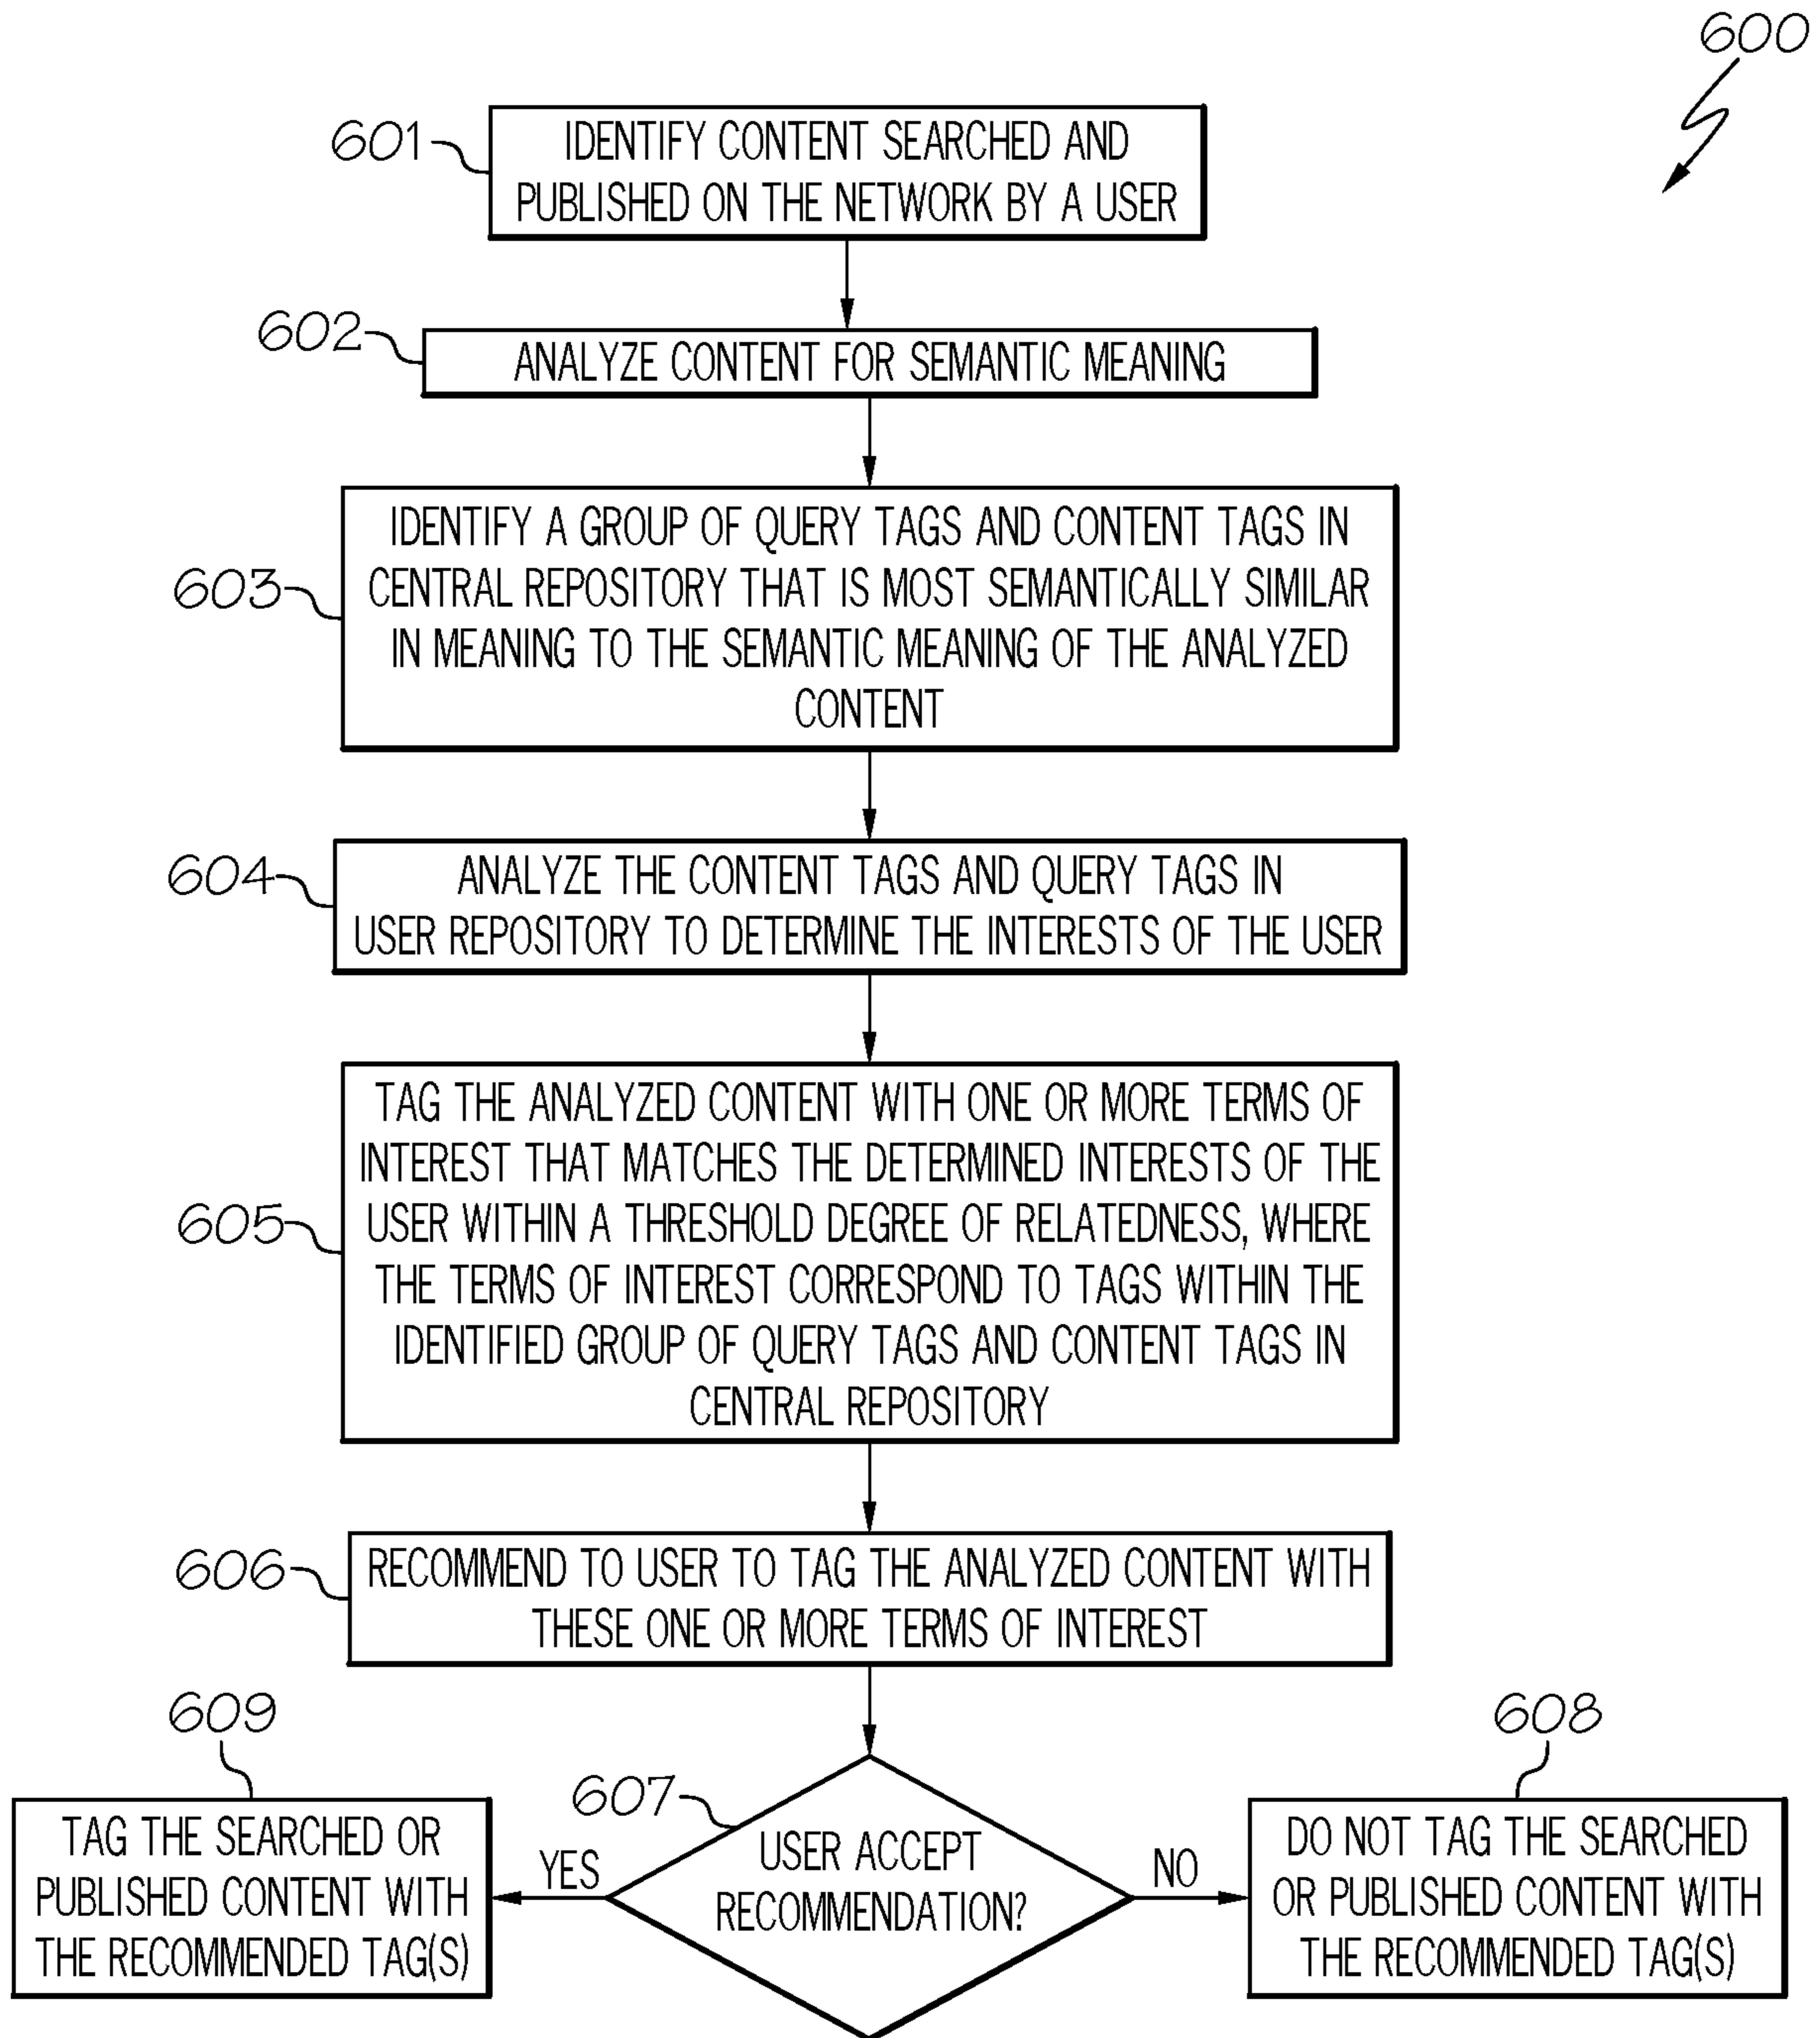 600
601
IDENTIFY CONTENT SEARCHED AND
PUBLISHED ON THE NETWORK BY A USER
602
ANALYZE CONTENT FOR SEMANTIC MEANING
603
IDENTIFY A GROUP OF QUERY TAGS AND CONTENT TAGS IN
CENTRAL REPOSITORY THAT IS MOST SEMANTICALLY SIMILAR
IN MEANING TO THE SEMANTIC MEANING OF THE ANALYZED
CONTENT
604
ANALYZE THE CONTENT TAGS AND QUERY TAGS IN
USER REPOSITORY TO DETERMINE THE INTERESTS OF THE USER
605
TAG THE ANALYZED CONTENT WITH ONE OR MORE TERMS OF
INTEREST THAT MATCHES THE DETERMINED INTERESTS OF THE
USER WITHIN A THRESHOLD DEGREE OF RELATEDNESS, WHERE
THE TERMS OF INTEREST CORRESPOND TO TAGS WITHIN THE
IDENTIFIED GROUP OF QUERY TAGS AND CONTENT TAGS IN
CENTRAL REPOSITORY
606
RECOMMEND TO USER TO TAG THE ANALYZED CONTENT WITH
THESE ONE OR MORE TERMS OF INTEREST
607
USER ACCEPT
RECOMMENDATION?
YES
NO
609
TAG THE SEARCHED OR
PUBLISHED CONTENT WITH
THE RECOMMENDED TAG(S)
608
DO NOT TAG THE SEARCHED
OR PUBLISHED CONTENT WITH
THE RECOMMENDED TAG(S)